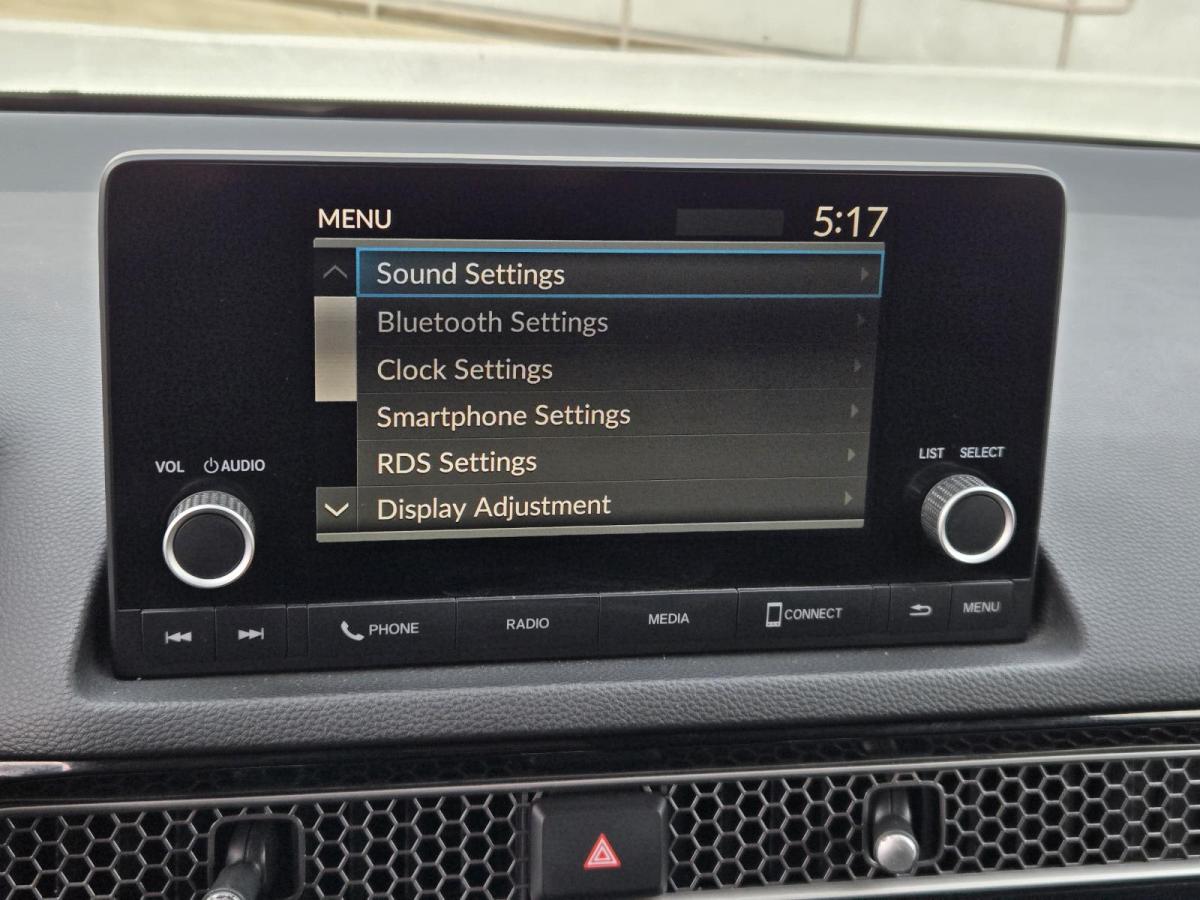 MENU 5:17
Sound Settings
Bluetooth Settings
Clock Settings
Smartphone Settings
RDS Settings
Display Adjustment
VOL AUDIO
LIST SELECT
PHONE RADIO MEDIA CONNECT MENU